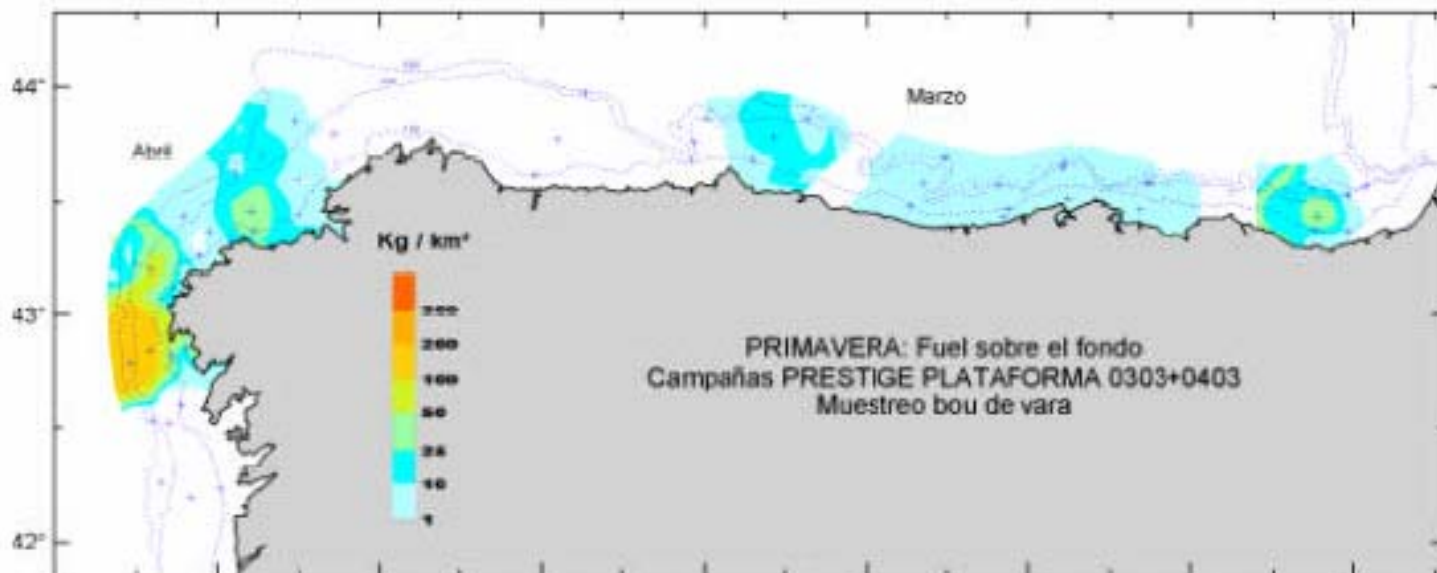 44°
Marzo
Abril
Kg / km²
43°
200
100
50
25
10
1
PRIMAVERA: Fuel sobre el fondo
Campañas PRESTIGE PLATAFORMA 0303+0403
Muestreo bou de vara
42°